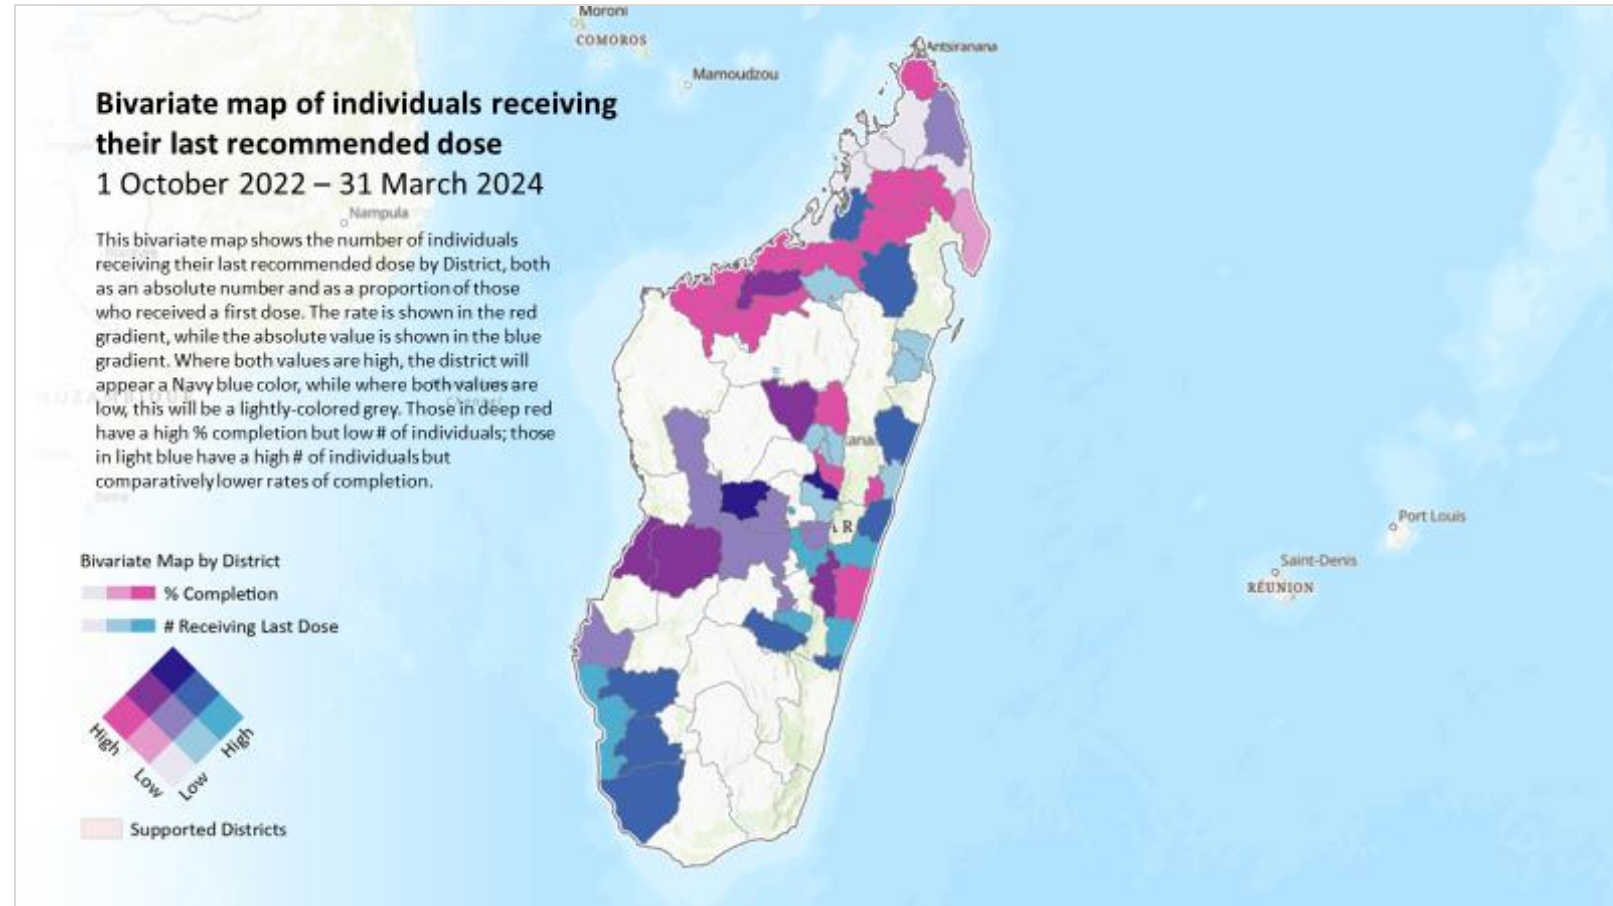 Moroni
COMOROS
Mamoudzou
Antsiranana
Bivariate map of individuals receiving
their last recommended dose
1 October 2022 – 31 March 2024
Nampula
This bivariate map shows the number of individuals
receiving their last recommended dose by District, both
as an absolute number and as a proportion of those
who received a first dose. The rate is shown in the red
gradient, while the absolute value is shown in the blue
gradient. Where both values are high, the district will
appear a Navy blue color, while where both values are
low, this will be a lightly-colored grey. Those in deep red
have a high % completion but low # of individuals; those
in light blue have a high # of individuals but
comparatively lower rates of completion.
Channel
ana
A R
Port Louis
Saint-Denis
RÉUNION
Bivariate Map by District
% Completion
# Receiving Last Dose
High
Low
Low
High
Supported Districts